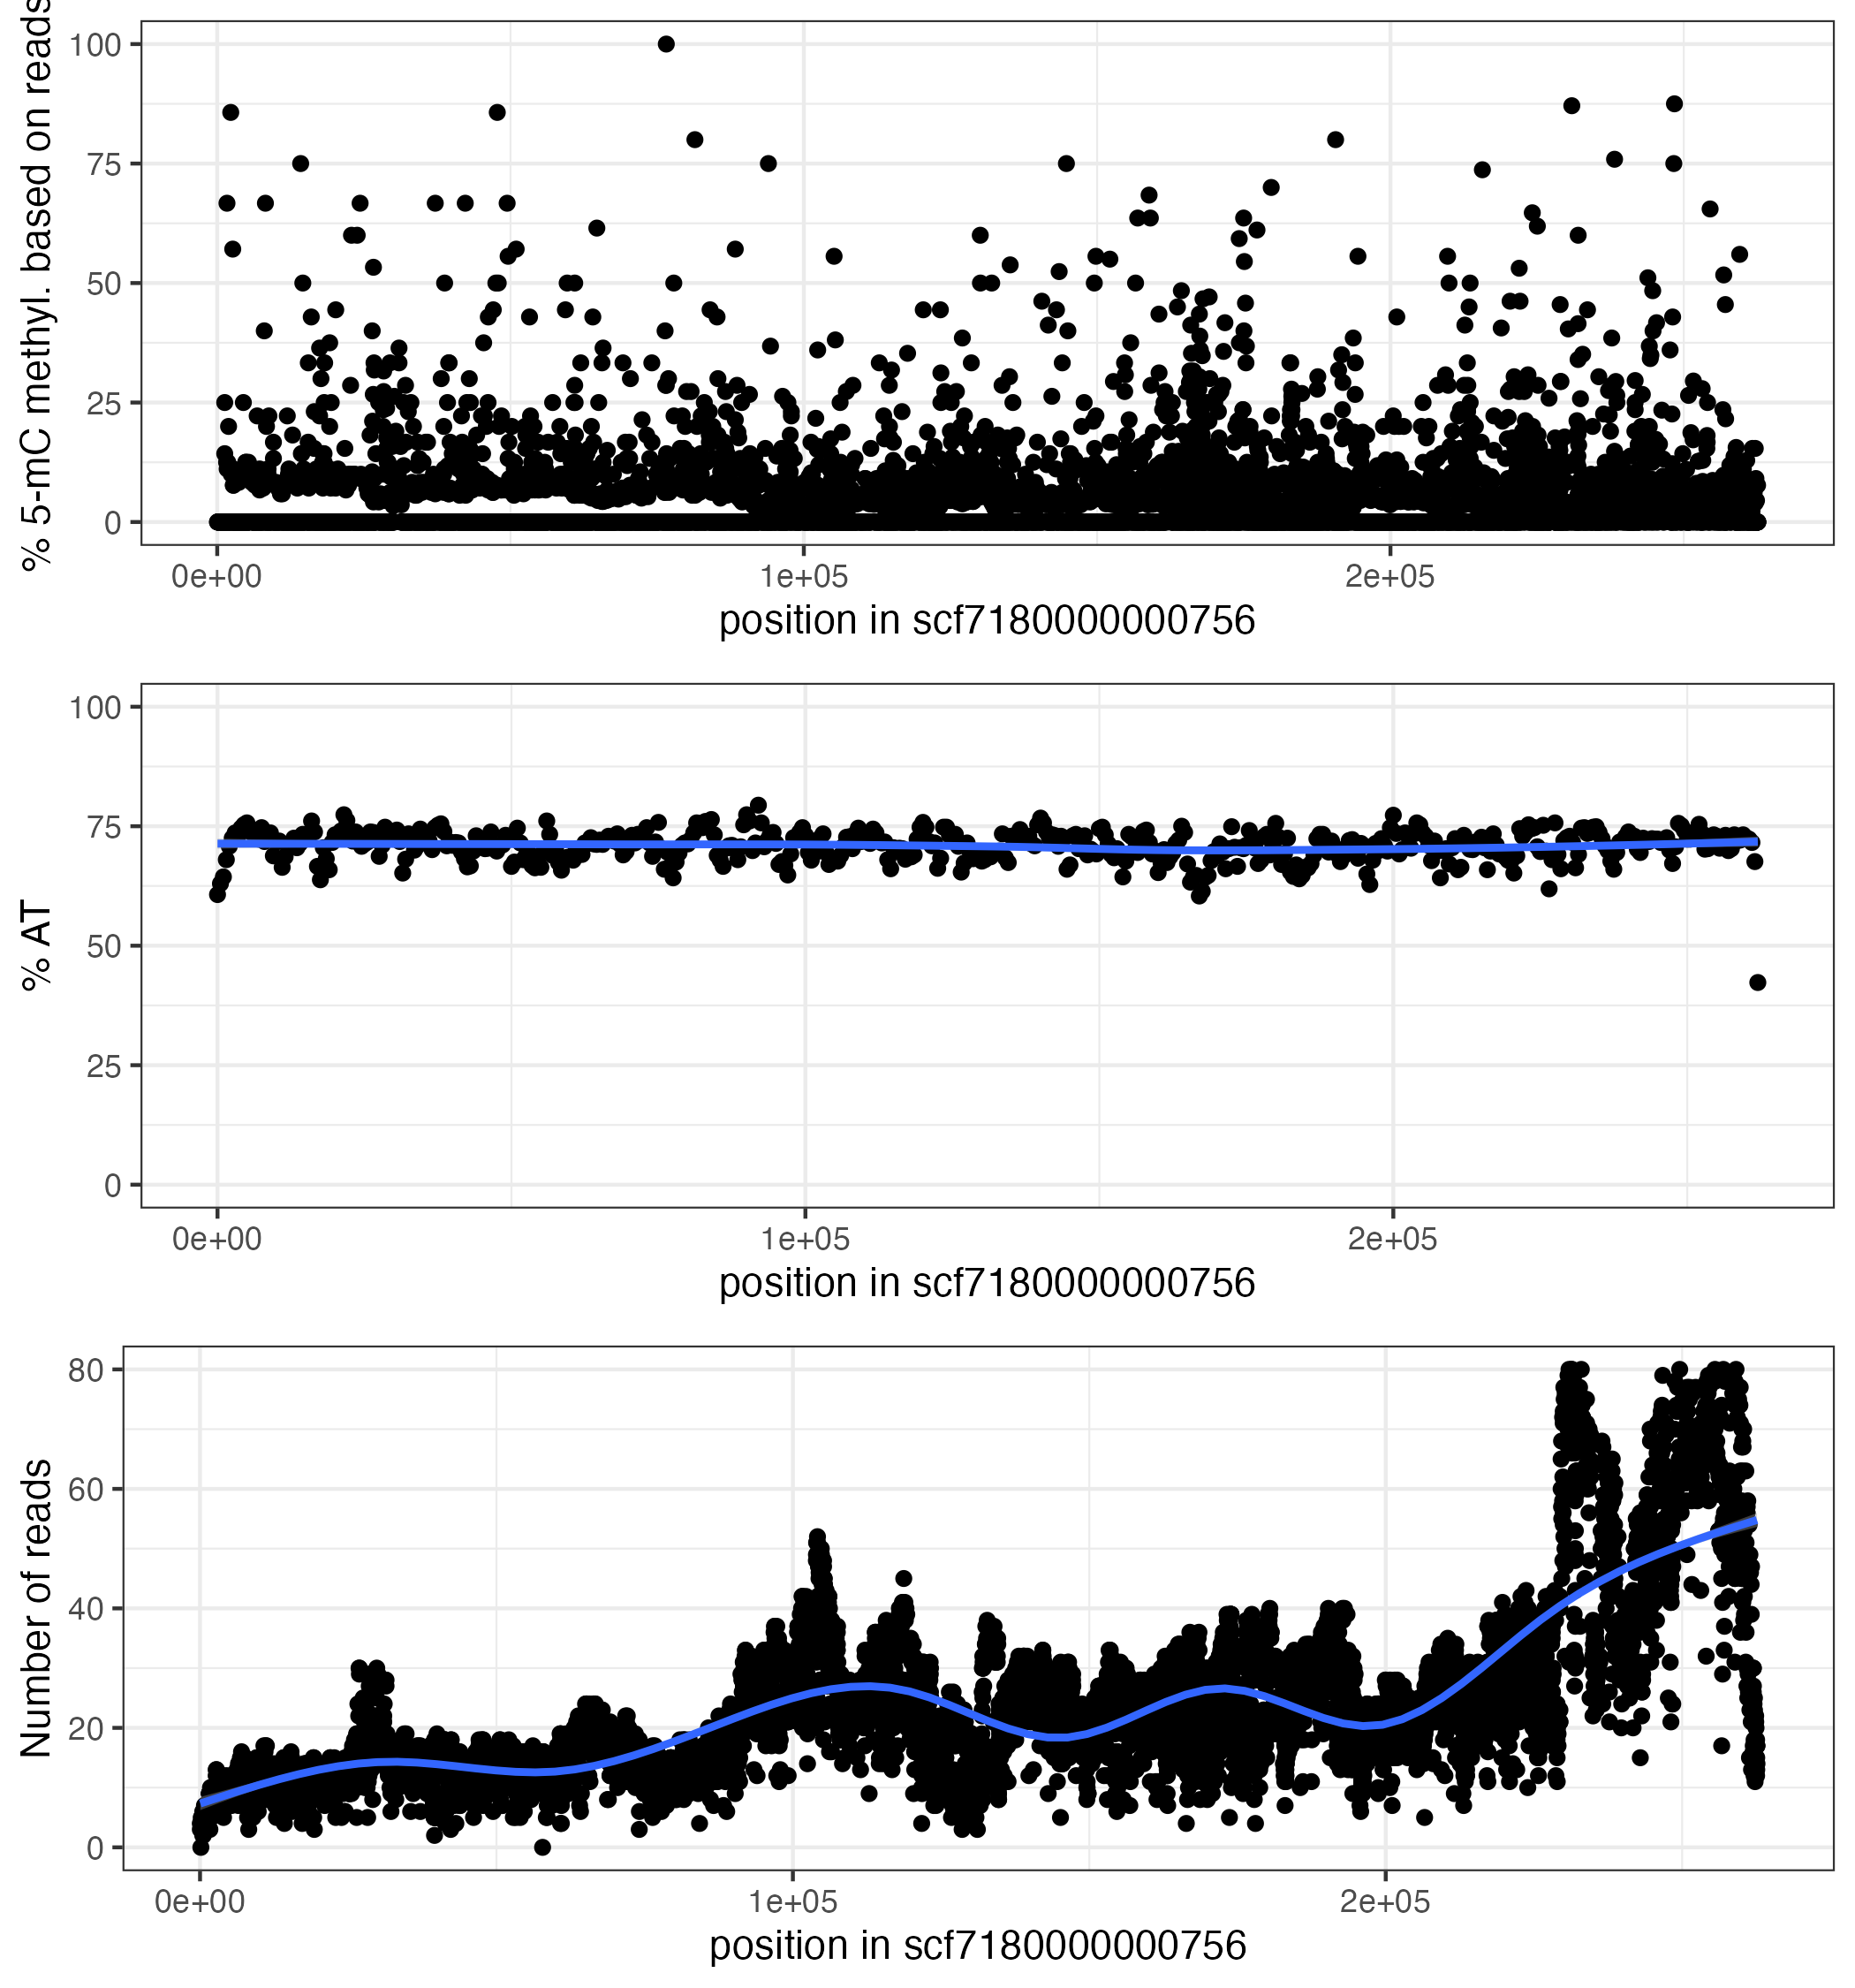 % 5-mC methyl. based on reads
100
75
50
25
0
0e+00 1e+05 2e+05
position in scf7180000000756
% AT
100
75
50
25
0
0e+00 1e+05 2e+05
position in scf7180000000756
Number of reads
80
60
40
20
0
0e+00 1e+05 2e+05
position in scf7180000000756